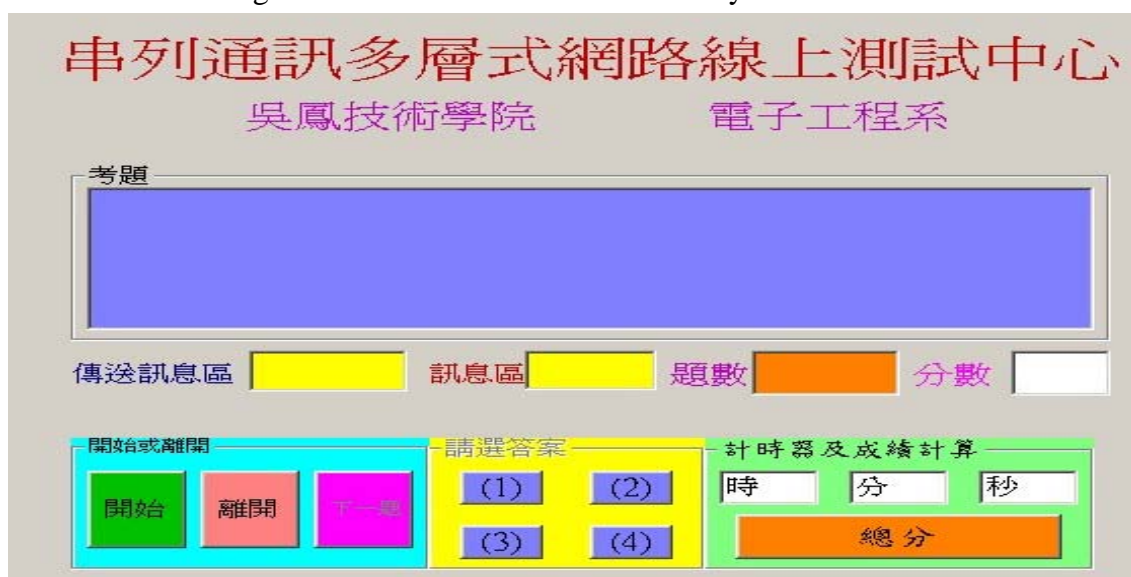 串列通訊多層式網路線上測試中心
吳鳳技術學院 電子工程系
考題
傳送訊息區 訊息區 題數 分數
開始或離開 請選答案 計時器及成績計算
開始 離開 下一題 (1) (2) 時 分 秒
(3) (4) 總分